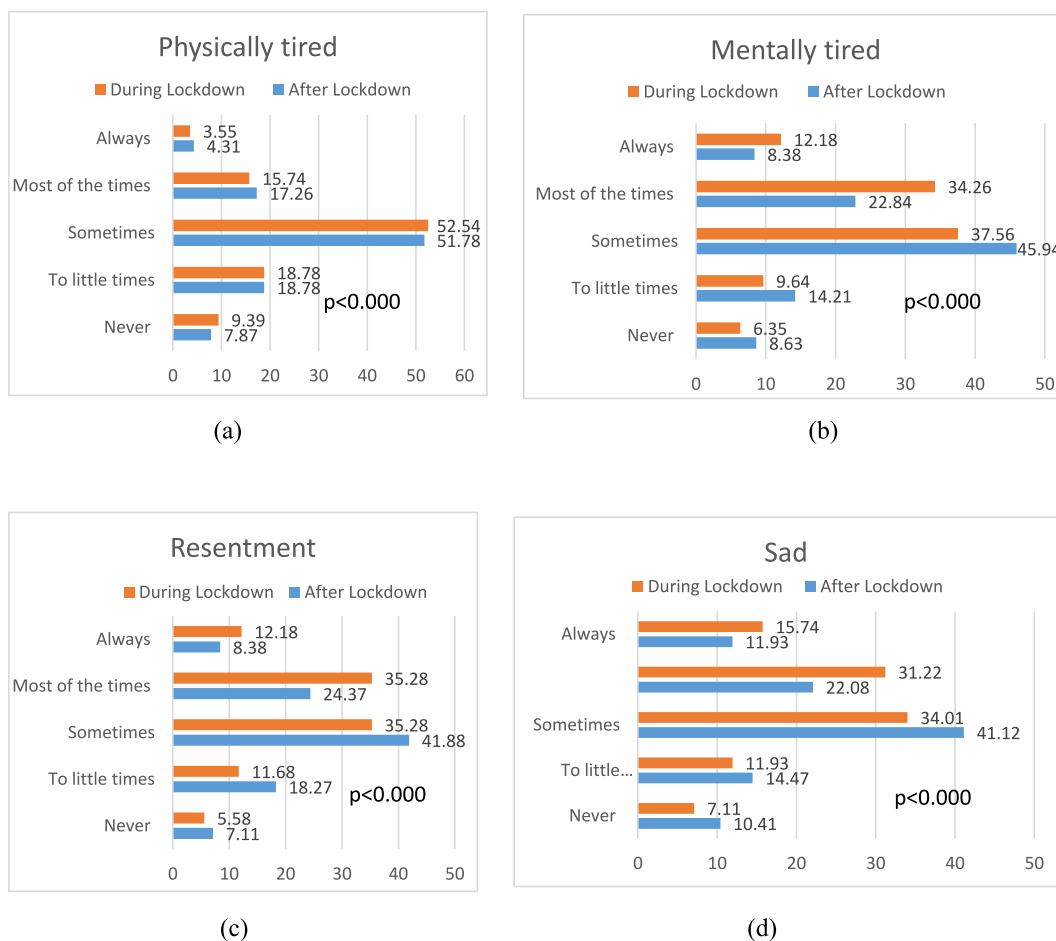 Physically tired
During Lockdown After Lockdown
Always 3.55
4.31
Most of the times 15.74
17.26
Sometimes 52.54
51.78
To little times 18.78
18.78
p<0.000
Never 9.39
7.87
0 10 20 30 40 50 60
(a)
Mentally tired
During Lockdown After Lockdown
Always 12.18
8.38
Most of the times 34.26
22.84
Sometimes 37.56
45.94
To little times 9.64
14.21
p<0.000
Never 6.35
8.63
0 10 20 30 40 50
(b)
Resentment
During Lockdown After Lockdown
Always 12.18
8.38
Most of the times 35.28
24.37
Sometimes 35.28
41.88
To little times 11.68
18.27
p<0.000
Never 5.58
7.11
0 10 20 30 40 50
(c)
Sad
During Lockdown After Lockdown
Always 15.74
11.93
31.22
22.08
Sometimes 34.01
41.12
To little... 11.93
14.47
p<0.000
Never 7.11
10.41
0 10 20 30 40 50
(d)